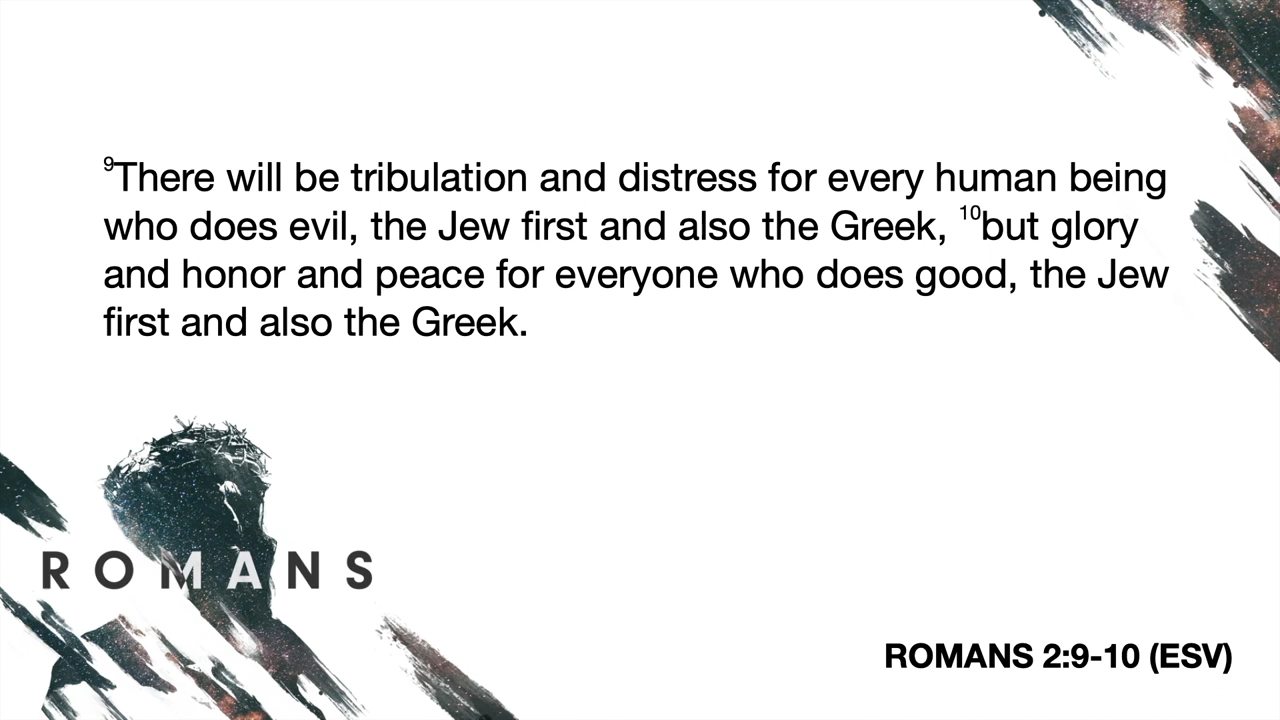 ⁹There will be tribulation and distress for every human being
who does evil, the Jew first and also the Greek, ¹⁰but glory
and honor and peace for everyone who does good, the Jew
first and also the Greek.
ROMANS
ROMANS 2:9-10 (ESV)